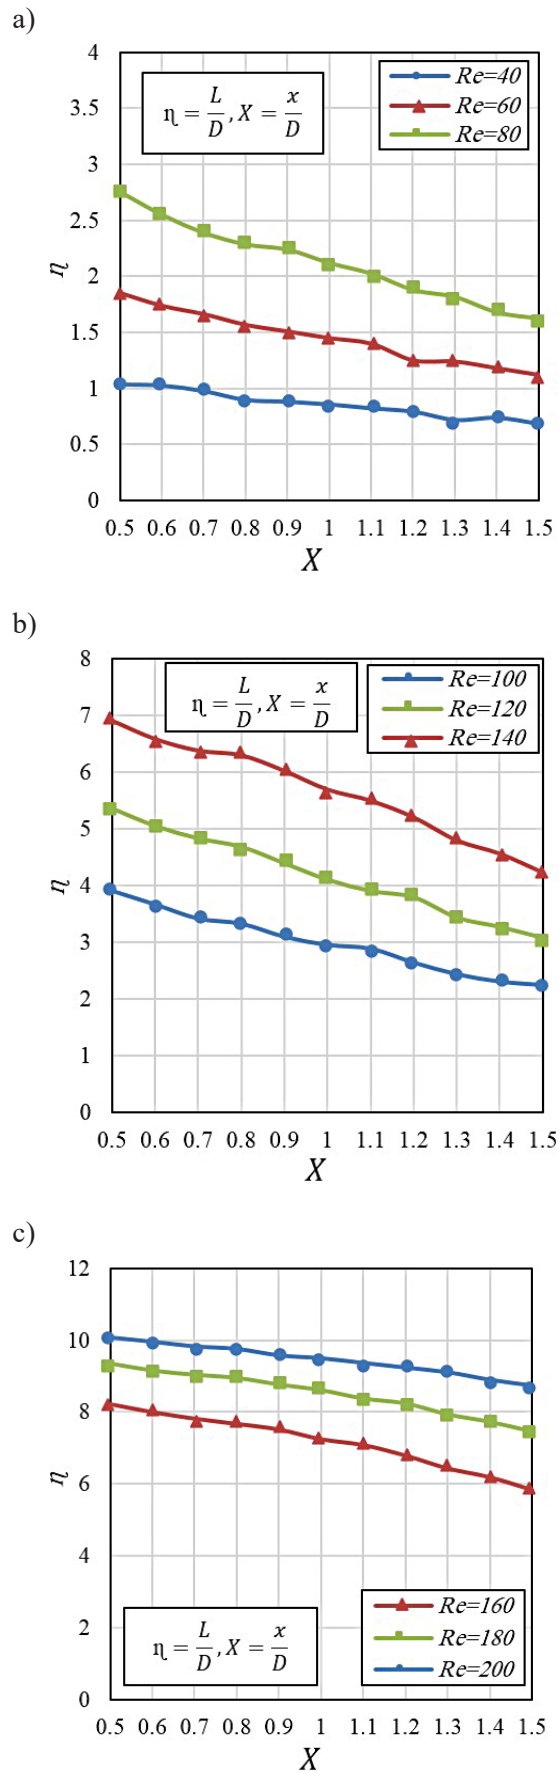 a)
4
3.5
3
2.5
2
1.5
1
0.5
0
η
η = L/D , X = x/D
Re=40
Re=60
Re=80
0.5 0.6 0.7 0.8 0.9 1 1.1 1.2 1.3 1.4 1.5
X
b)
8
7
6
5
4
3
2
1
0
η
η = L/D , X = x/D
Re=100
Re=120
Re=140
0.5 0.6 0.7 0.8 0.9 1 1.1 1.2 1.3 1.4 1.5
X
c)
12
10
8
6
4
2
0
η
η = L/D , X = x/D
Re=160
Re=180
Re=200
0.5 0.6 0.7 0.8 0.9 1 1.1 1.2 1.3 1.4 1.5
X